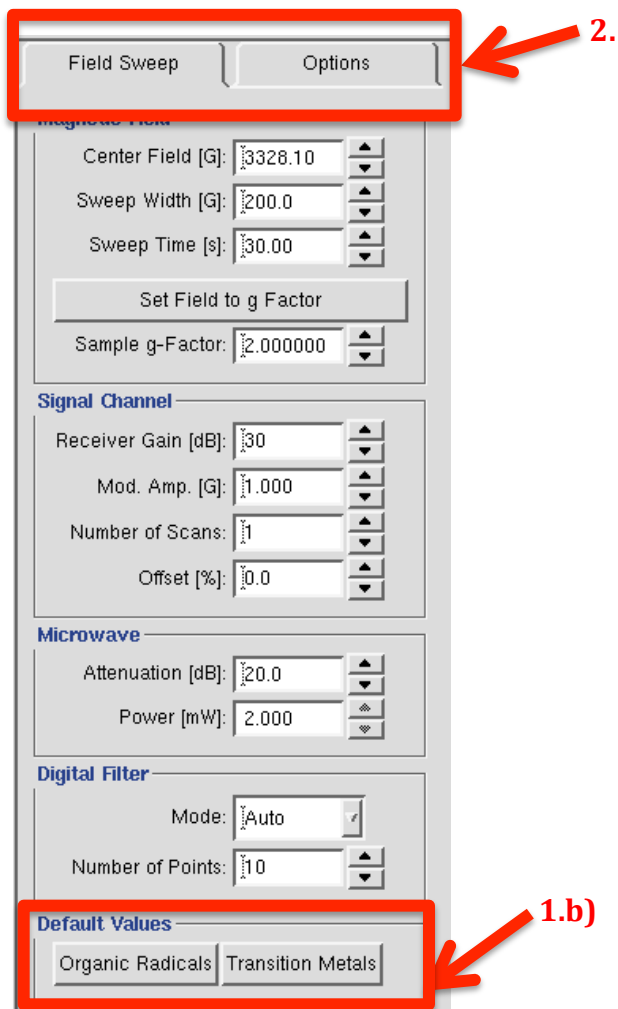 2.
Field Sweep Options
Magnetic Field
Center Field [G]: 3328.10
Sweep Width [G]: 200.0
Sweep Time [s]: 30.00
Set Field to g Factor
Sample g-Factor: 2.000000
Signal Channel
Receiver Gain [dB]: 30
Mod. Amp. [G]: 1.000
Number of Scans: 1
Offset [%]: 0.0
Microwave
Attenuation [dB]: 20.0
Power [mW]: 2.000
Digital Filter
Mode: Auto
Number of Points: 10
1.b)
Default Values
Organic Radicals Transition Metals